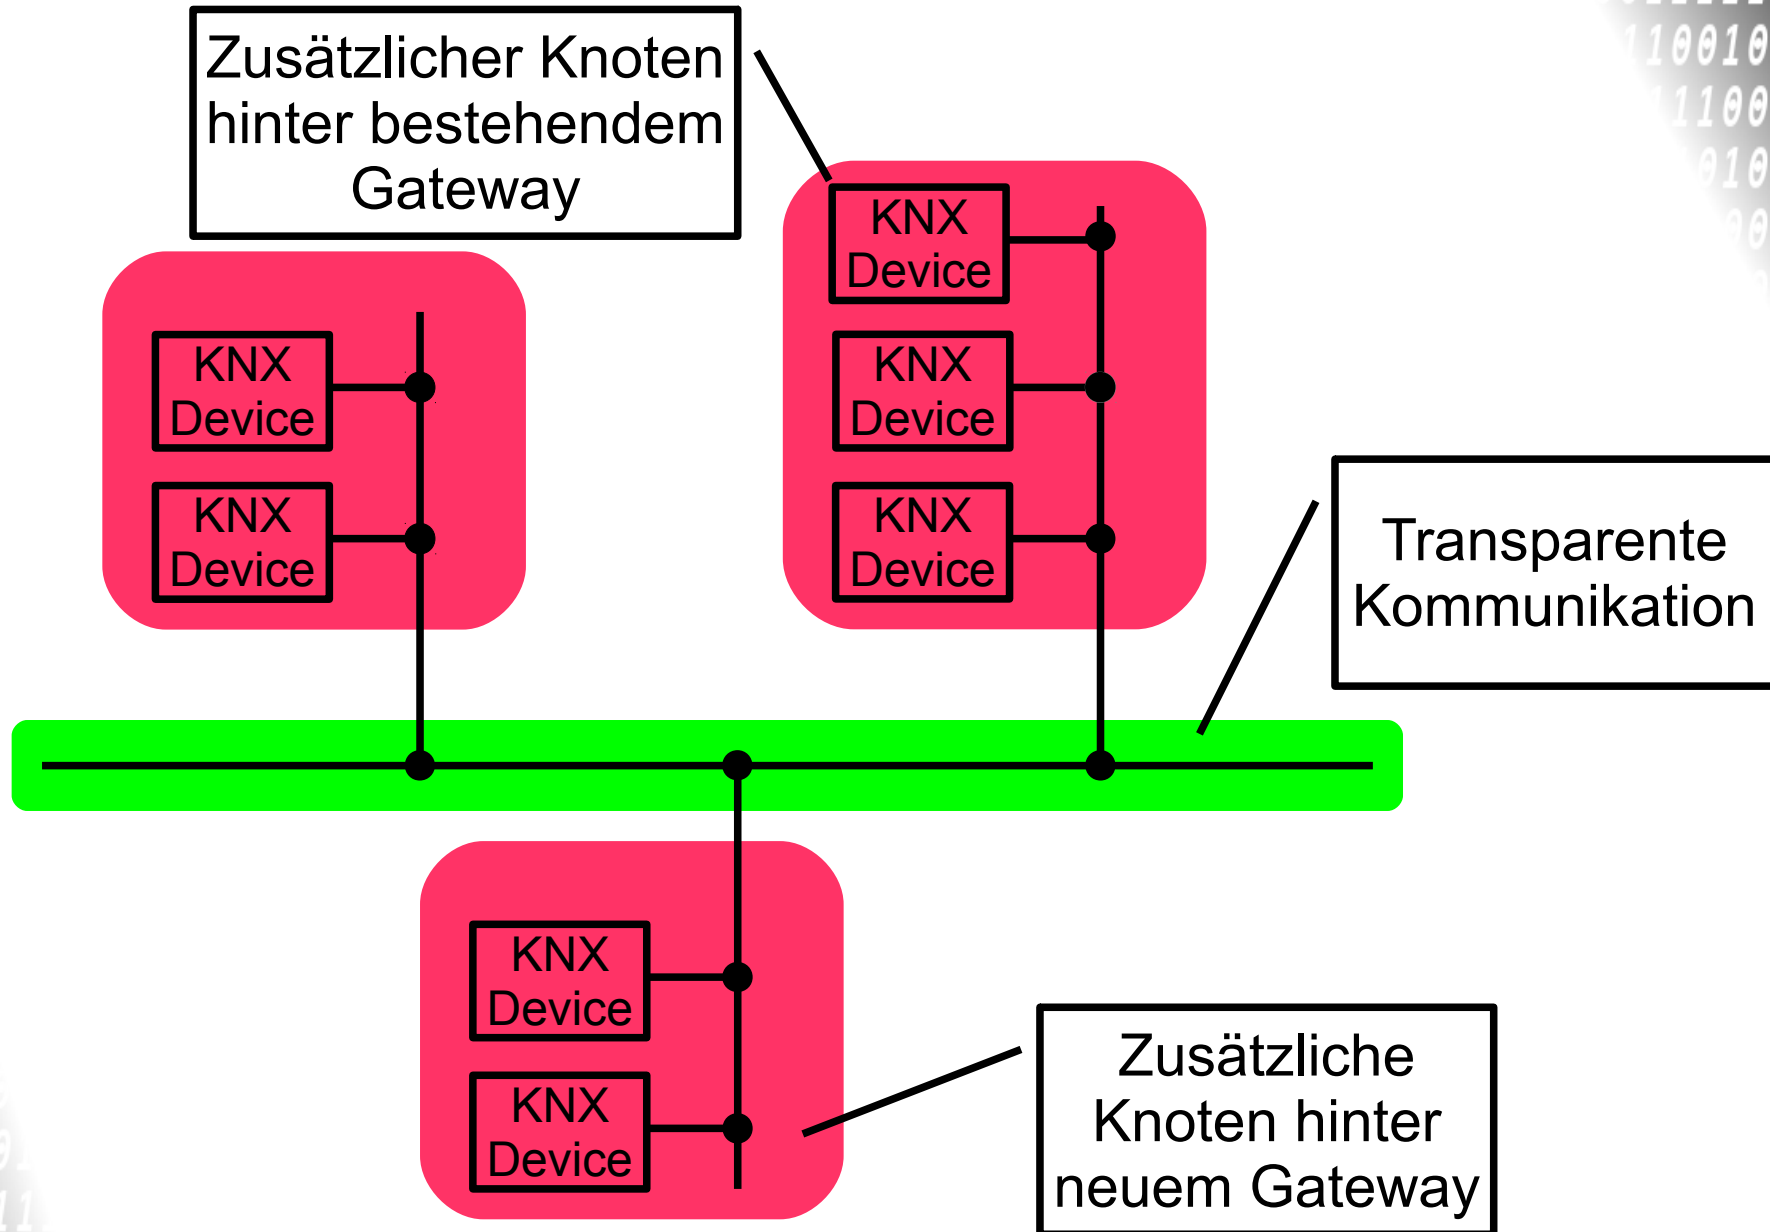 Zusätzlicher Knoten
hinter bestehendem
Gateway
KNX
Device
KNX
Device
KNX
Device
KNX
Device
KNX
Device
Transparente
Kommunikation
KNX
Device
KNX
Device
Zusätzliche
Knoten hinter
neuem Gateway